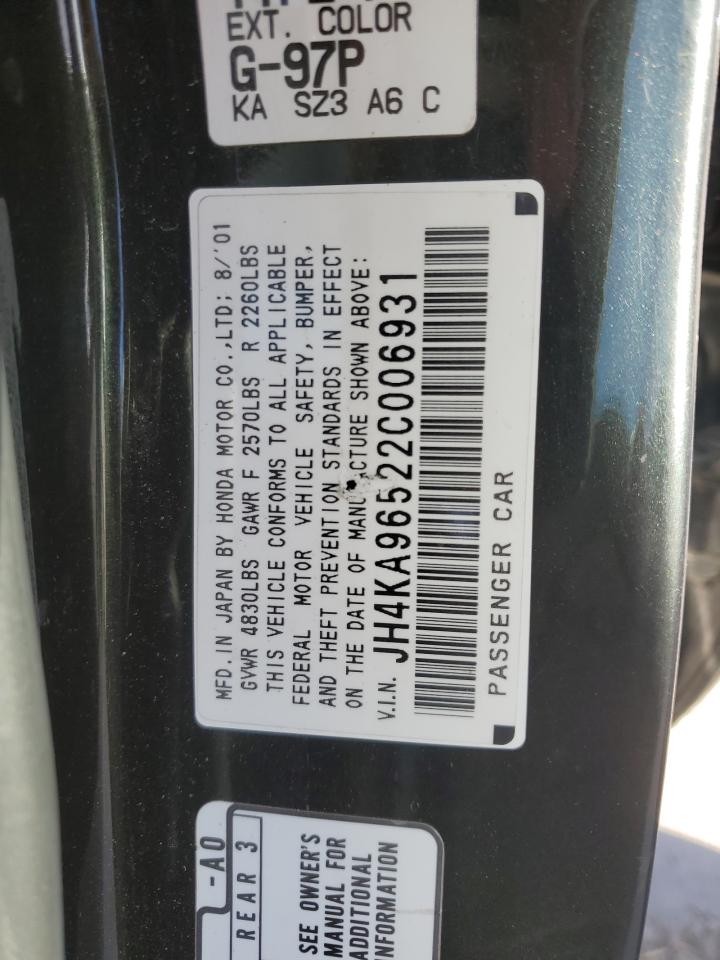 EXT. COLOR
G-97P
KA SZ3 A6 C
MFD. IN JAPAN BY HONDA MOTOR CO.,LTD; 8/'01
GVWR 4830LBS GAWR F 2570LBS R 2260LBS
THIS VEHICLE CONFORMS TO ALL APPLICABLE
FEDERAL MOTOR VEHICLE SAFETY, BUMPER,
AND THEFT PREVENTION STANDARDS IN EFFECT
ON THE DATE OF MANUFACTURE SHOWN ABOVE:
V.I.N. JH4KA96522C006931
PASSENGER CAR
-A0
REAR 3
SEE OWNER'S
MANUAL FOR
ADDITIONAL
INFORMATION